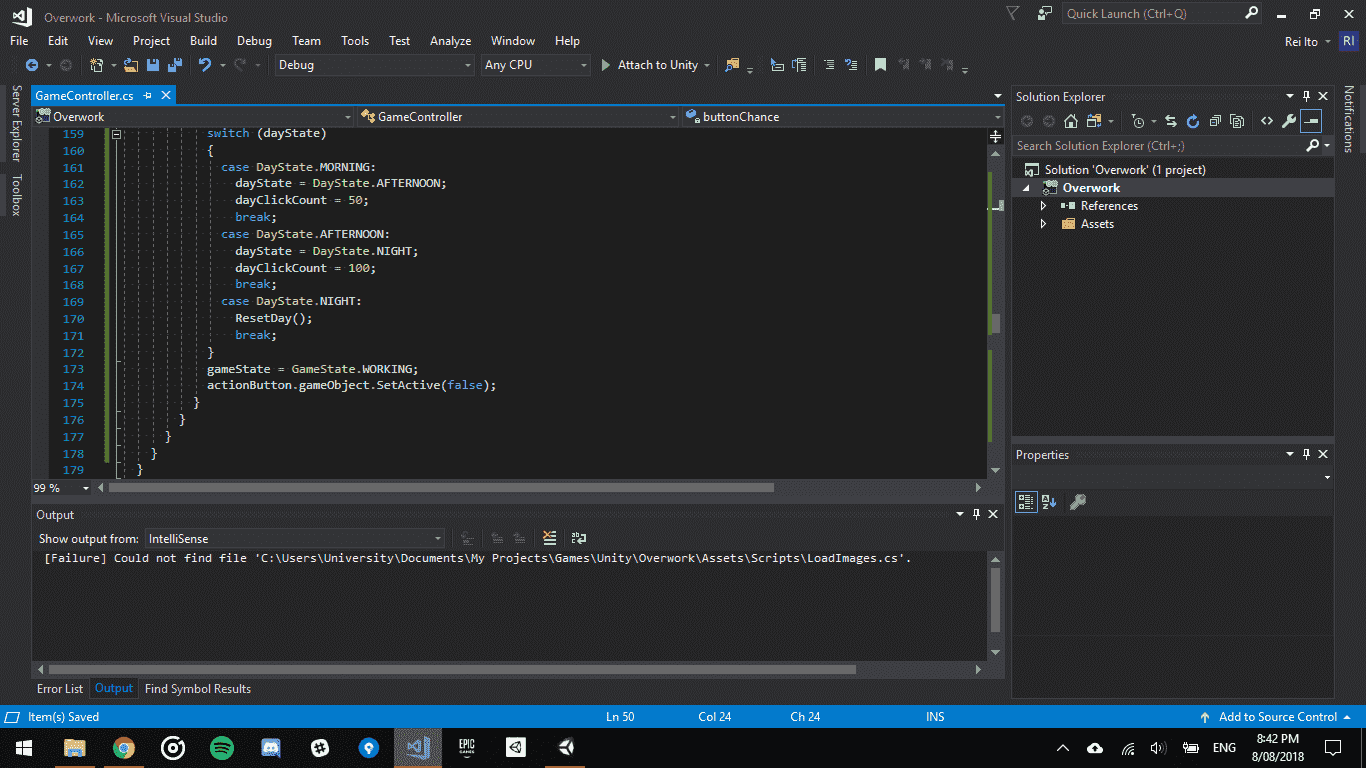 Overwork - Microsoft Visual Studio
Quick Launch (Ctrl+Q)
File Edit View Project Build Debug Team Tools Test Analyze Window Help
Rei Ito RI
Debug Any CPU Attach to Unity
Server Explorer
Toolbox
GameController.cs
Overwork GameController buttonChance
159 switch (dayState)
160 {
161 case DayState.MORNING:
162 dayState = DayState.AFTERNOON;
163 dayClickCount = 50;
164 break;
165 case DayState.AFTERNOON:
166 dayState = DayState.NIGHT;
167 dayClickCount = 100;
168 break;
169 case DayState.NIGHT:
170 ResetDay();
171 break;
172 }
173 gameState = GameState.WORKING;
174 actionButton.gameObject.SetActive(false);
175 }
176 }
177 }
178 }
179 }
99 %
Solution Explorer
Search Solution Explorer (Ctrl+;)
Solution 'Overwork' (1 project)
Overwork
References
Assets
Notifications
Properties
Output
Show output from: IntelliSense
[Failure] Could not find file 'C:\Users\University\Documents\My Projects\Games\Unity\Overwork\Assets\Scripts\LoadImages.cs'.
Error List Output Find Symbol Results
Item(s) Saved Ln 50 Col 24 Ch 24 INS Add to Source Control
EPIC
GAMES
ENG
8:42 PM
8/08/2018